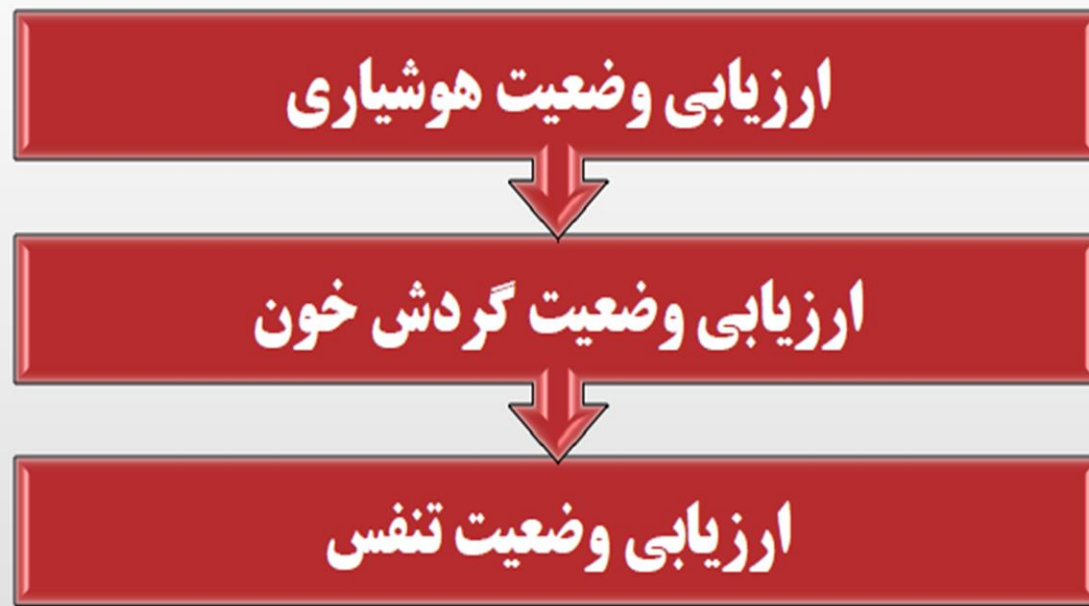 ارزیابی وضعیت هوشیاری
ارزیابی وضعیت گردش خون
ارزیابی وضعیت تنفس